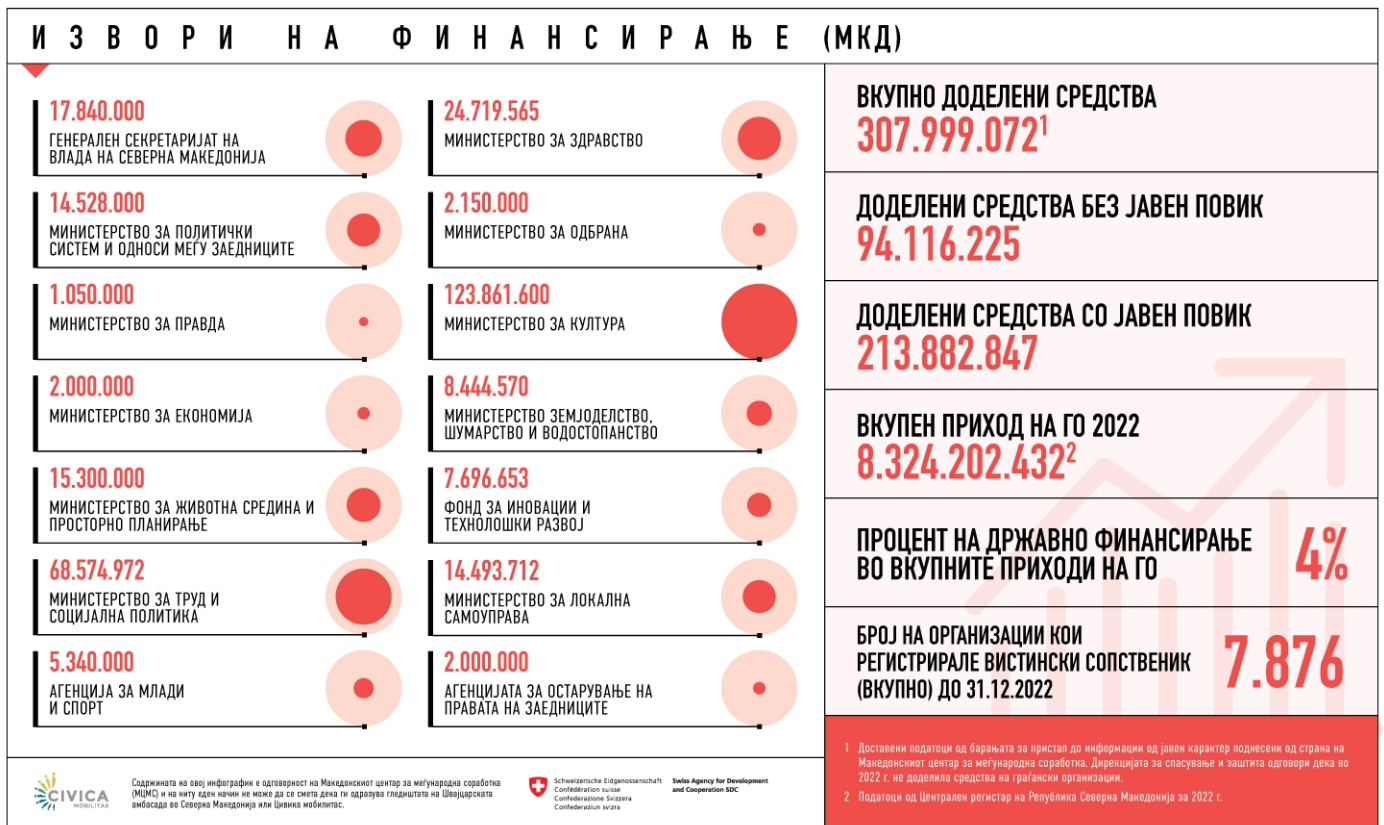 ИЗВОРИ НА ФИНАНСИРАЊЕ (МКД)
17.840.000
ГЕНЕРАЛЕН СЕКРЕТАРИЈАТ НА
ВЛАДА НА СЕВЕРНА МАКЕДОНИЈА
14.528.000
МИНИСТЕРСТВО ЗА ПОЛИТИЧКИ
СИСТЕМ И ОДНОСИ МЕЃУ ЗАЕДНИЦИТЕ
1.050.000
МИНИСТЕРСТВО ЗА ПРАВДА
2.000.000
МИНИСТЕРСТВО ЗА ЕКОНОМИЈА
15.300.000
МИНИСТЕРСТВО ЗА ЖИВОТНА СРЕДИНА И
ПРОСТОРНО ПЛАНИРАЊЕ
68.574.972
МИНИСТЕРСТВО ЗА ТРУД И
СОЦИЈАЛНА ПОЛИТИКА
5.340.000
АГЕНЦИЈА ЗА МЛАДИ
И СПОРТ
24.719.565
МИНИСТЕРСТВО ЗА ЗДРАВСТВО
2.150.000
МИНИСТЕРСТВО ЗА ОДБРАНА
123.861.600
МИНИСТЕРСТВО ЗА КУЛТУРА
8.444.570
МИНИСТЕРСТВО ЗЕМЈОДЕЛСТВО,
ШУМАРСТВО И ВОДОСТОПАНСТВО
7.696.653
ФОНД ЗА ИНОВАЦИИ И
ТЕХНОЛОШКИ РАЗВОЈ
14.493.712
МИНИСТЕРСТВО ЗА ЛОКАЛНА
САМОУПРАВА
2.000.000
АГЕНЦИЈАТА ЗА ОСТАРУВАЊЕ НА
ПРАВАТА НА ЗАЕДНИЦИТЕ
ВКУПНО ДОДЕЛЕНИ СРЕДСТВА
307.999.072¹
ДОДЕЛЕНИ СРЕДСТВА БЕЗ ЈАВЕН ПОВИК
94.116.225
ДОДЕЛЕНИ СРЕДСТВА СО ЈАВЕН ПОВИК
213.882.847
ВКУПЕН ПРИХОД НА ГО 2022
8.324.202.432²
ПРОЦЕНТ НА ДРЖАВНО ФИНАНСИРАЊЕ
ВО ВКУПНИТЕ ПРИХОДИ НА ГО
4%
БРОЈ НА ОРГАНИЗАЦИИ КОИ
РЕГИСТРИРАЛЕ ВИСТИНСКИ СОПСТВЕНИК
(ВКУПНО) ДО 31.12.2022
7.876
1 Доставени податоци од барањата за пристап до информации од јавен карактер поднесени од страна на
Македонскиот центар за меѓународна соработка. Дирекцијата за спасување и заштита одговори дека во
2022 г. не доделила средства на граѓански организации.
2 Податоци од Централен регистар на Република Северна Македонија за 2022 г.
CIVICA
MOBILITAS
Содржината на овој инфографик е одговорност на Македонскиот центар за меѓународна соработка
(МЦМС) и на ниту еден начин не може да се смета дека ги одразува гледиштата на Швајцарската
амбасада во Северна Македонија или Цивика мобилитас.
Schweizerische Eidgenossenschaft
Confédération suisse
Confederazione Svizzera
Confederaziun svizra
Swiss Agency for Development
and Cooperation SDC